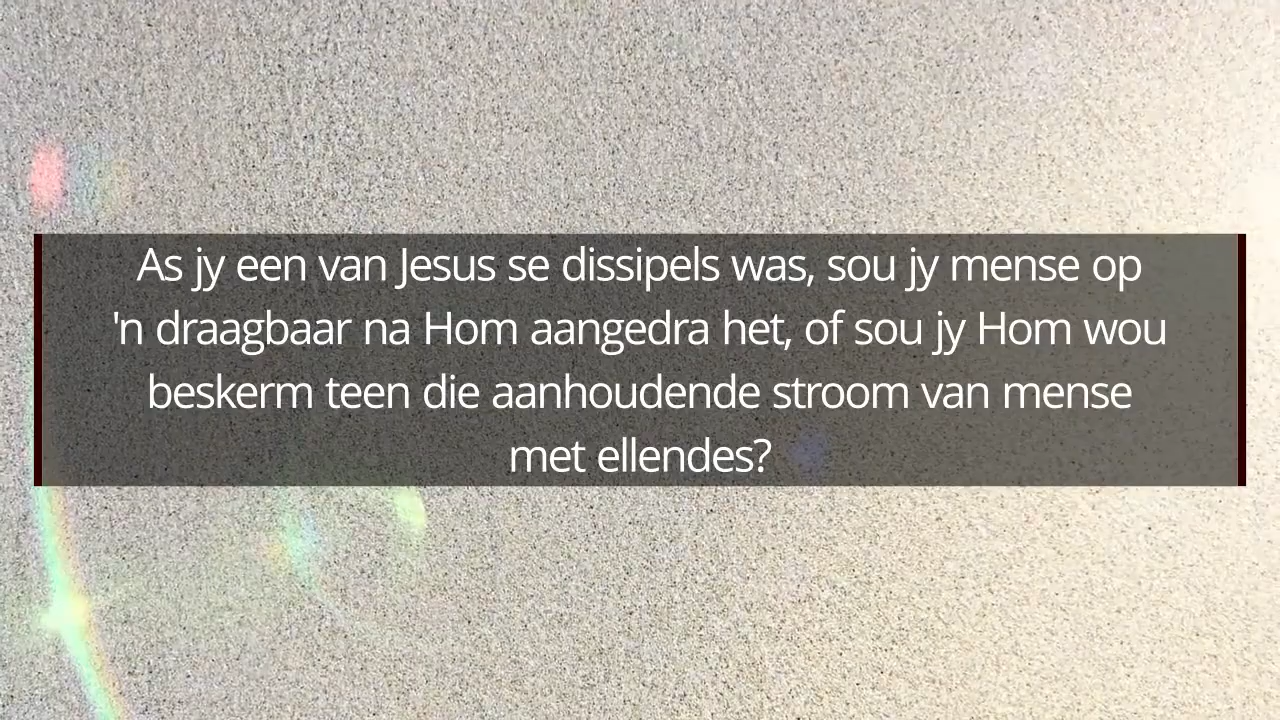 As jy een van Jesus se dissipels was, sou jy mense op
'n draagbaar na Hom aangedra het, of sou jy Hom wou
beskerm teen die aanhoudende stroom van mense
met ellendes?